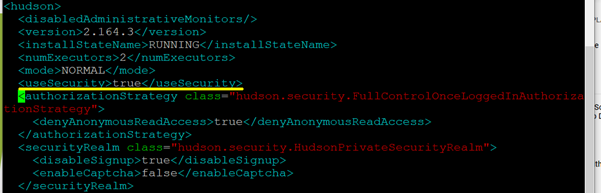 <hudson>
<disabledAdministrativeMonitors/>
<version>2.164.3</version>
<installStateName>RUNNING</installStateName>
<numExecutors>2</numExecutors>
<mode>NORMAL</mode>
<useSecurity>true</useSecurity>
<authorizationStrategy class="hudson.security.FullControlOnceLoggedInAuthoriza
tionStrategy">
<denyAnonymousReadAccess>true</denyAnonymousReadAccess>
</authorizationStrategy>
<securityRealm class="hudson.security.HudsonPrivateSecurityRealm">
<disableSignup>true</disableSignup>
<enableCaptcha>false</enableCaptcha>
</securityRealm>